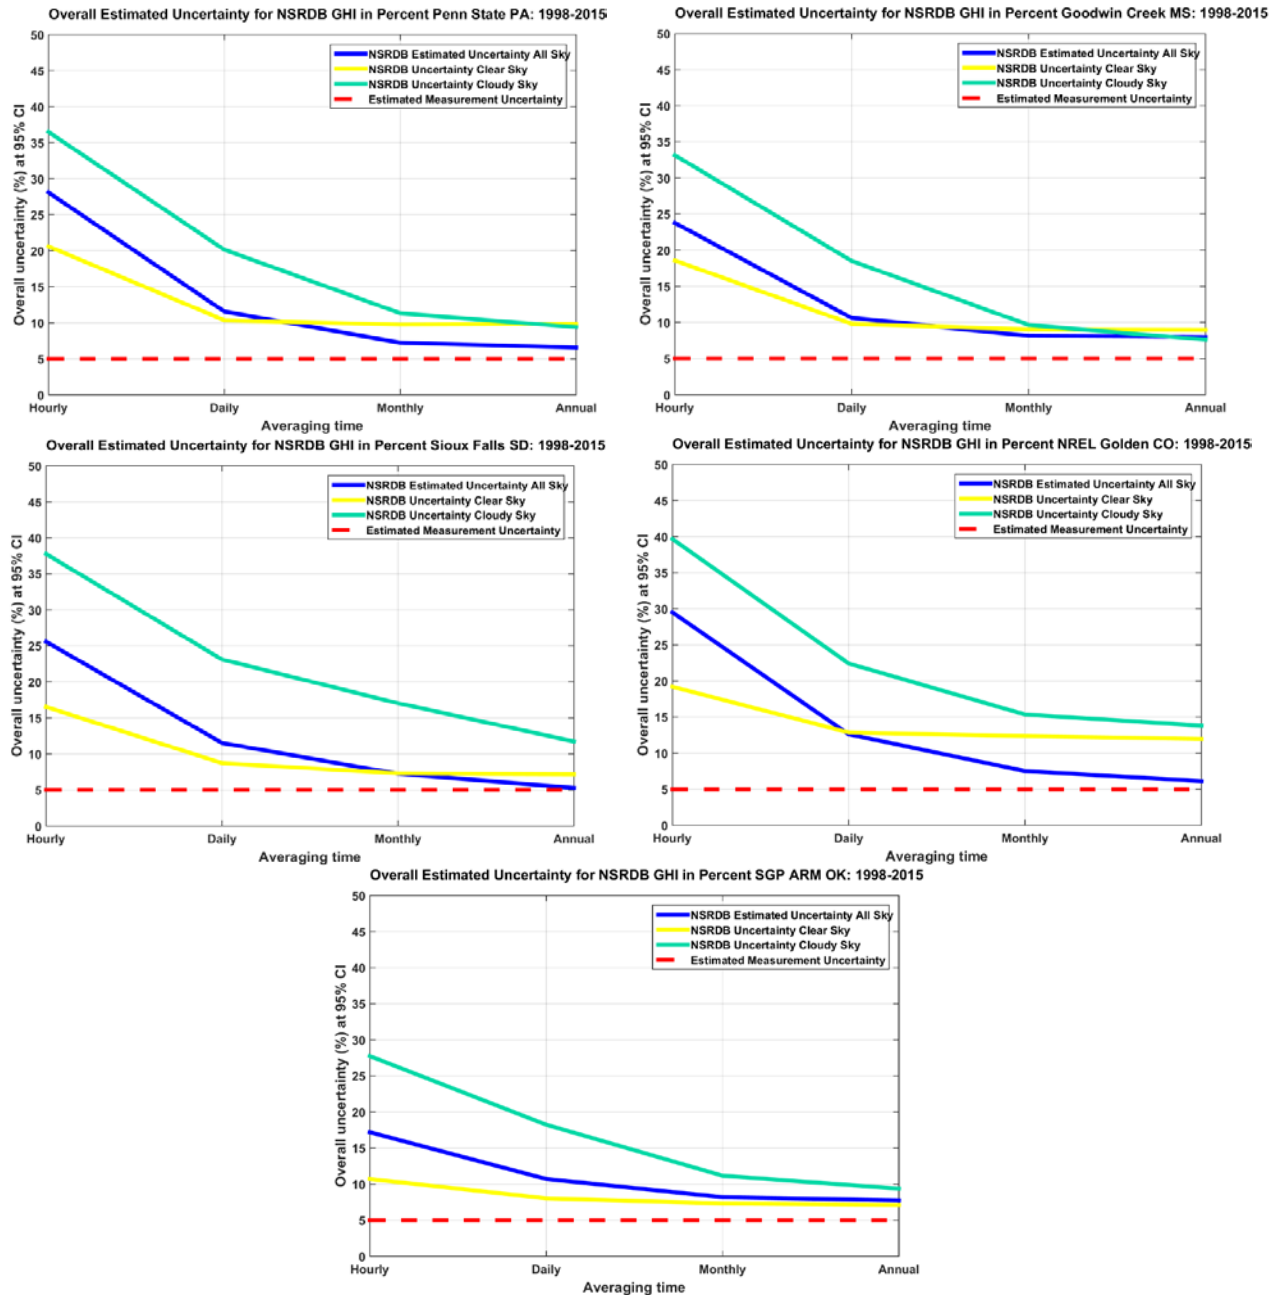 Overall Estimated Uncertainty for NSRDB GHI in Percent Penn State PA: 1998-2015
50
45
40
35
30
25
20
15
10
5
0
Overall uncertainty (%) at 95% CI
NSRDB Estimated Uncertainty All Sky
NSRDB Uncertainty Clear Sky
NSRDB Uncertainty Cloudy Sky
Estimated Measurement Uncertainty
Hourly Daily Monthly Annual
Averaging time
Overall Estimated Uncertainty for NSRDB GHI in Percent Goodwin Creek MS: 1998-2015
50
45
40
35
30
25
20
15
10
5
0
Overall uncertainty (%) at 95% CI
NSRDB Estimated Uncertainty All Sky
NSRDB Uncertainty Clear Sky
NSRDB Uncertainty Cloudy Sky
Estimated Measurement Uncertainty
Hourly Daily Monthly Annual
Averaging time
Overall Estimated Uncertainty for NSRDB GHI in Percent Sioux Falls SD: 1998-2015
50
45
40
35
30
25
20
15
10
5
0
Overall uncertainty (%) at 95% CI
NSRDB Estimated Uncertainty All Sky
NSRDB Uncertainty Clear Sky
NSRDB Uncertainty Cloudy Sky
Estimated Measurement Uncertainty
Hourly Daily Monthly Annual
Averaging time
Overall Estimated Uncertainty for NSRDB GHI in Percent NREL Golden CO: 1998-2015
50
45
40
35
30
25
20
15
10
5
0
Overall uncertainty (%) at 95% CI
NSRDB Estimated Uncertainty All Sky
NSRDB Uncertainty Clear Sky
NSRDB Uncertainty Cloudy Sky
Estimated Measurement Uncertainty
Hourly Daily Monthly Annual
Averaging time
Overall Estimated Uncertainty for NSRDB GHI in Percent SGP ARM OK: 1998-2015
50
45
40
35
30
25
20
15
10
5
0
Overall uncertainty (%) at 95% CI
NSRDB Estimated Uncertainty All Sky
NSRDB Uncertainty Clear Sky
NSRDB Uncertainty Cloudy Sky
Estimated Measurement Uncertainty
Hourly Daily Monthly Annual
Averaging time